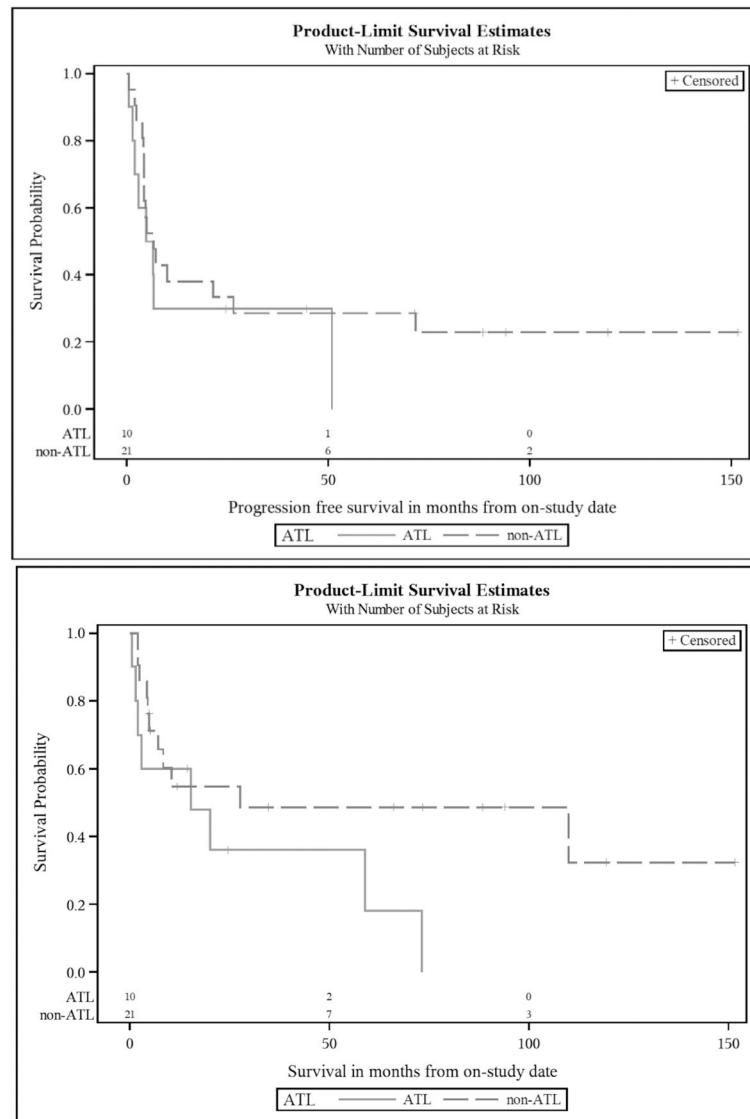 Product-Limit Survival Estimates
With Number of Subjects at Risk
+ Censored
1.0
0.8
0.6
0.4
0.2
0.0
Survival Probability
ATL 10 1 0
non-ATL 21 6 2
0 50 100 150
Progression free survival in months from on-study date
ATL ATL non-ATL
Product-Limit Survival Estimates
With Number of Subjects at Risk
+ Censored
1.0
0.8
0.6
0.4
0.2
0.0
Survival Probability
ATL 10 2 0
non-ATL 21 7 3
0 50 100 150
Survival in months from on-study date
ATL ATL non-ATL